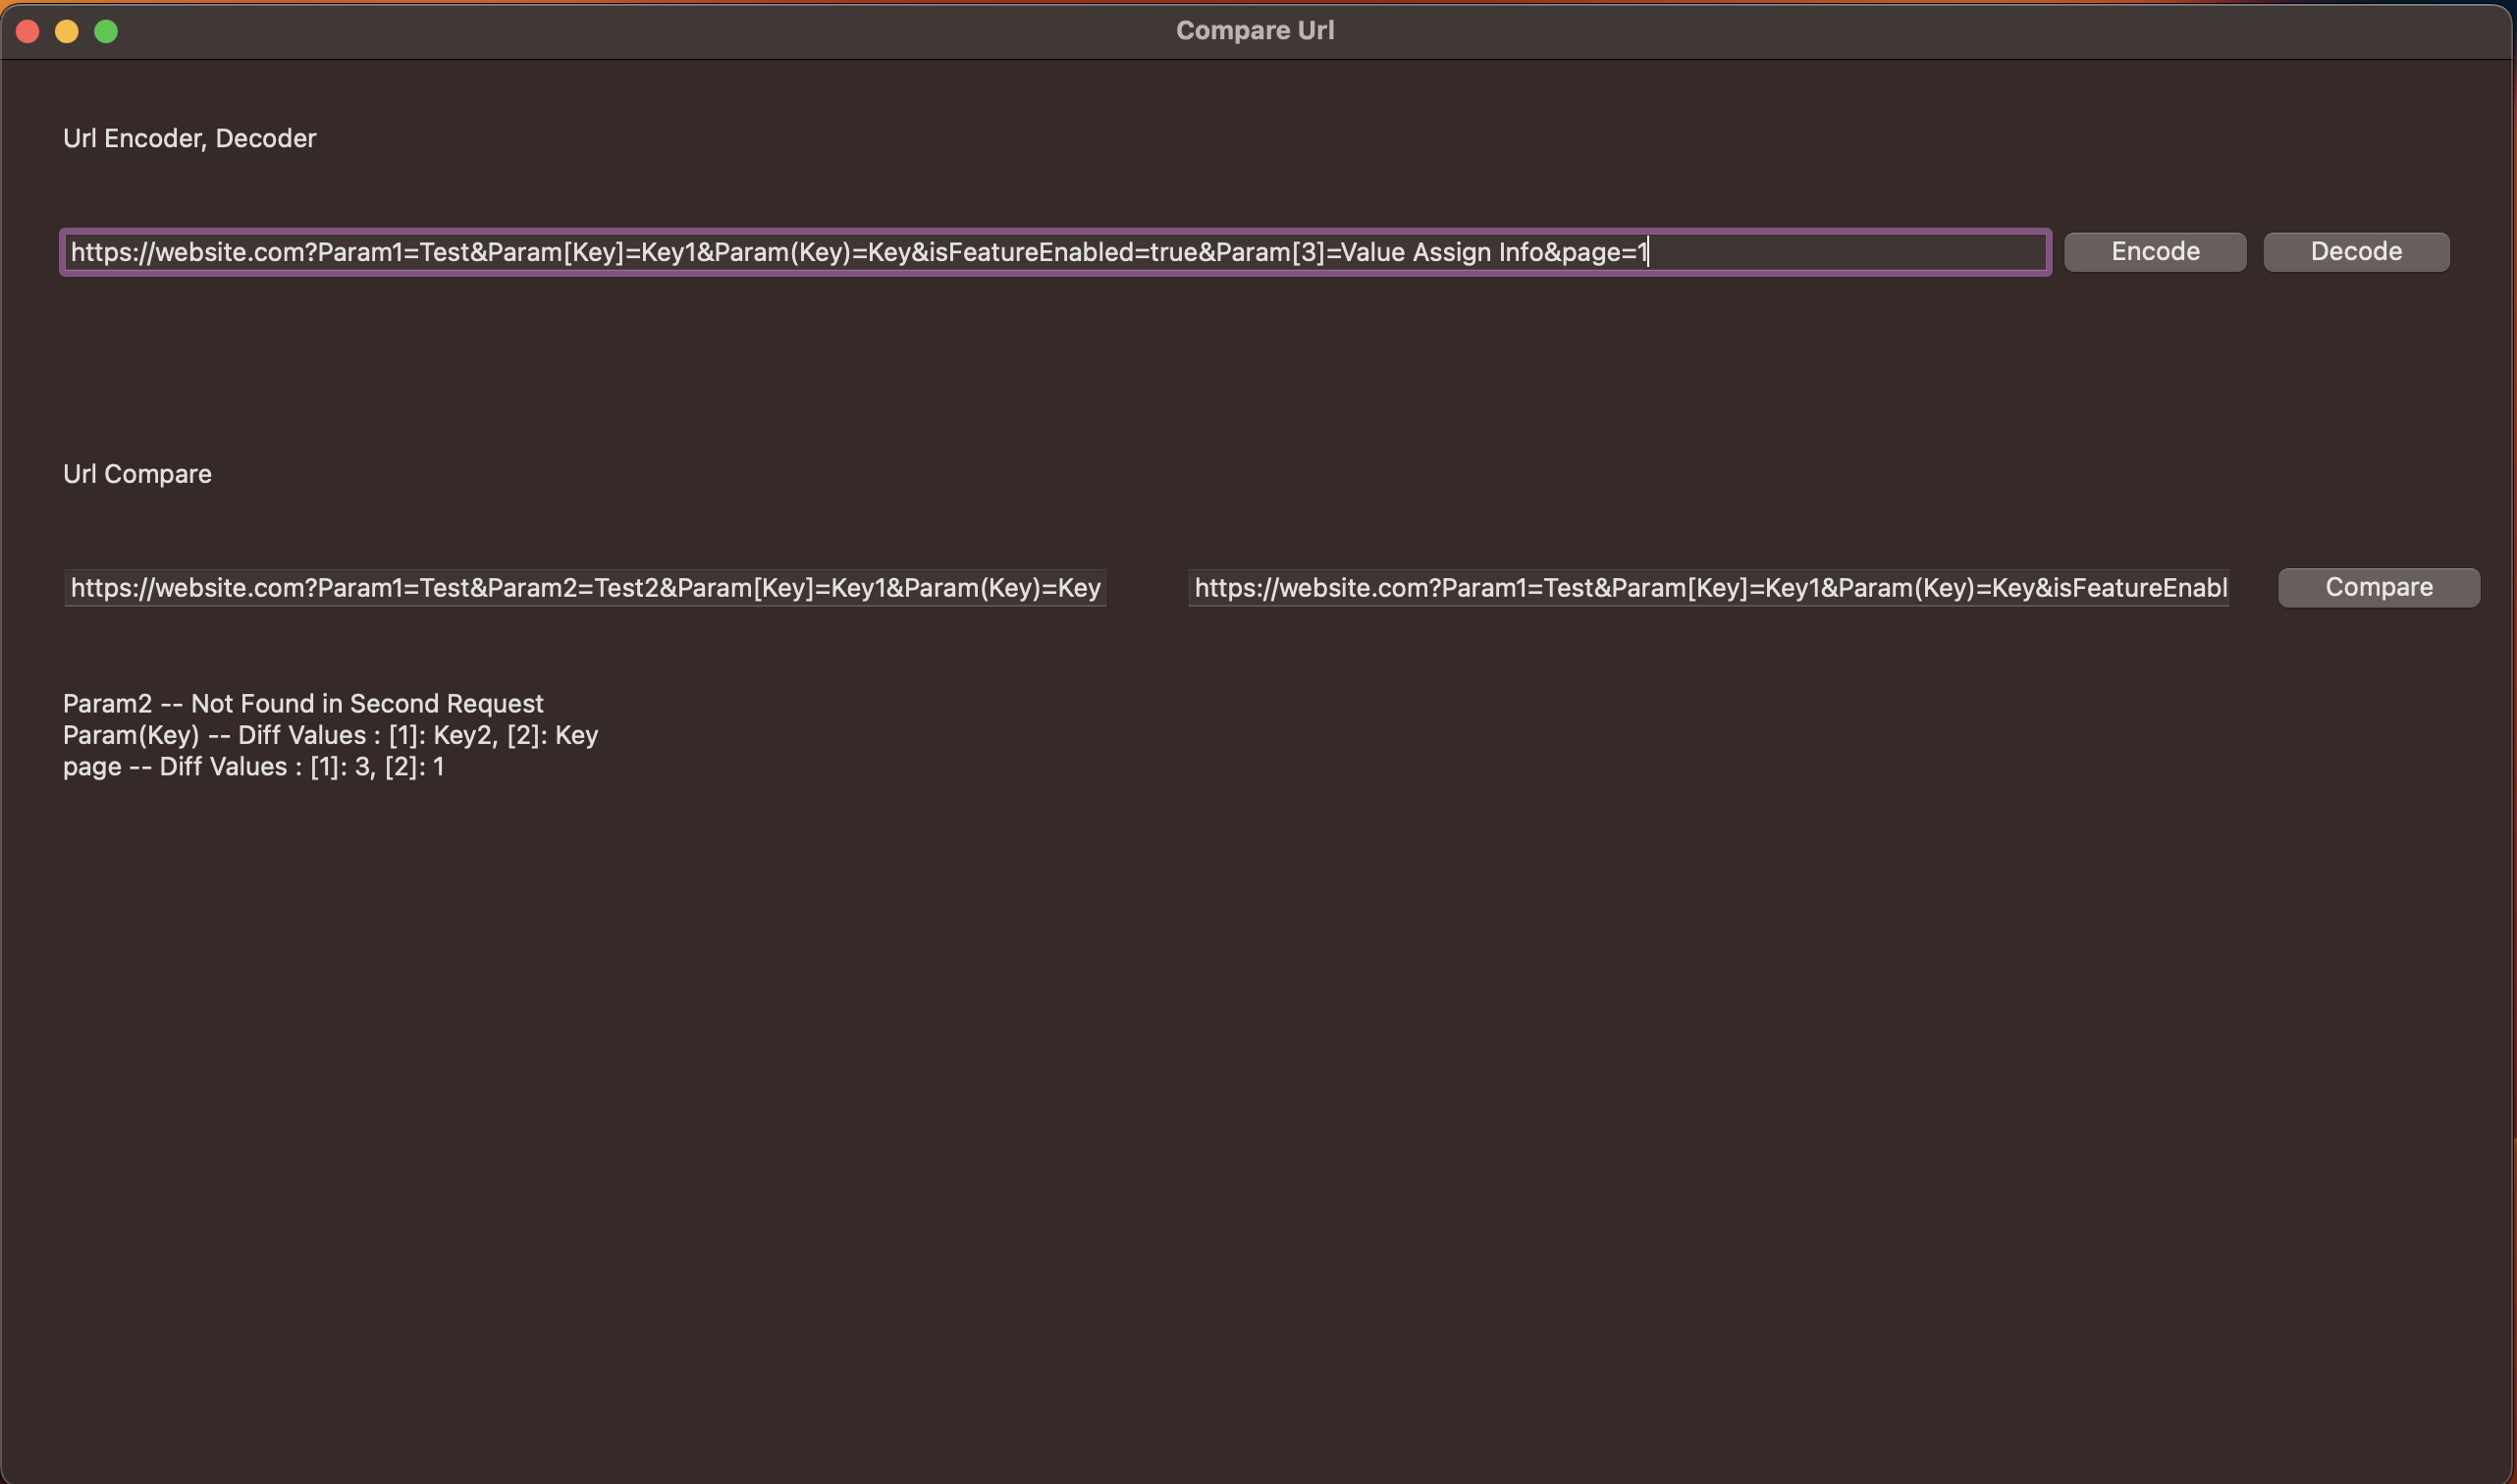 Compare Url
Url Encoder, Decoder
https://website.com?Param1=Test&Param[Key]=Key1&Param(Key)=Key&isFeatureEnabled=true&Param[3]=Value Assign Info&page=1
Encode
Decode
Url Compare
https://website.com?Param1=Test&Param2=Test2&Param[Key]=Key1&Param(Key)=Key
https://website.com?Param1=Test&Param[Key]=Key1&Param(Key)=Key&isFeatureEnabl
Compare
Param2 -- Not Found in Second Request
Param(Key) -- Diff Values : [1]: Key2, [2]: Key
page -- Diff Values : [1]: 3, [2]: 1